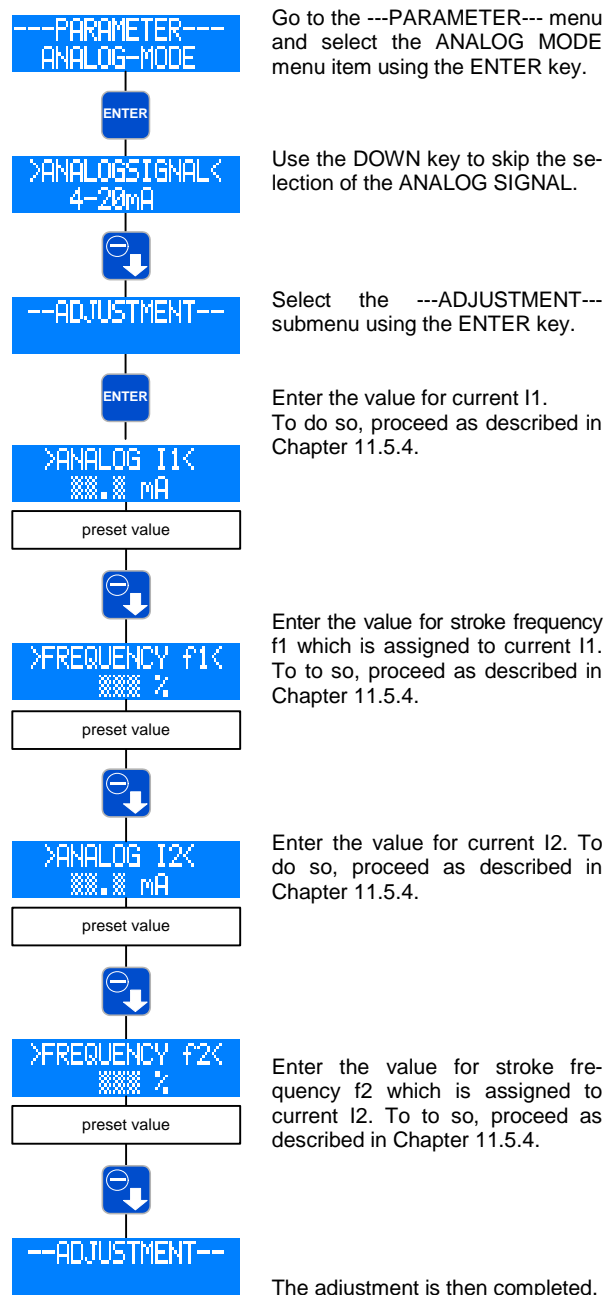 ---PARAMETER---
ANALOG-MODE
Go to the ---PARAMETER--- menu
and select the ANALOG MODE
menu item using the ENTER key.
ENTER
>ANALOGSIGNAL<
4-20mA
Use the DOWN key to skip the se-
lection of the ANALOG SIGNAL.
--ADJUSTMENT--
Select the ---ADJUSTMENT---
submenu using the ENTER key.
ENTER
Enter the value for current I1.
To do so, proceed as described in
Chapter 11.5.4.
>ANALOG I1<
▒▒.▒ mA
preset value
Enter the value for stroke frequency
f1 which is assigned to current I1.
To to so, proceed as described in
Chapter 11.5.4.
>FREQUENCY f1<
▒▒▒ %
preset value
Enter the value for current I2. To
do so, proceed as described in
Chapter 11.5.4.
>ANALOG I2<
▒▒.▒ mA
preset value
Enter the value for stroke fre-
quency f2 which is assigned to
current I2. To to so, proceed as
described in Chapter 11.5.4.
>FREQUENCY f2<
▒▒▒ %
preset value
--ADJUSTMENT--
The adjustment is then completed.